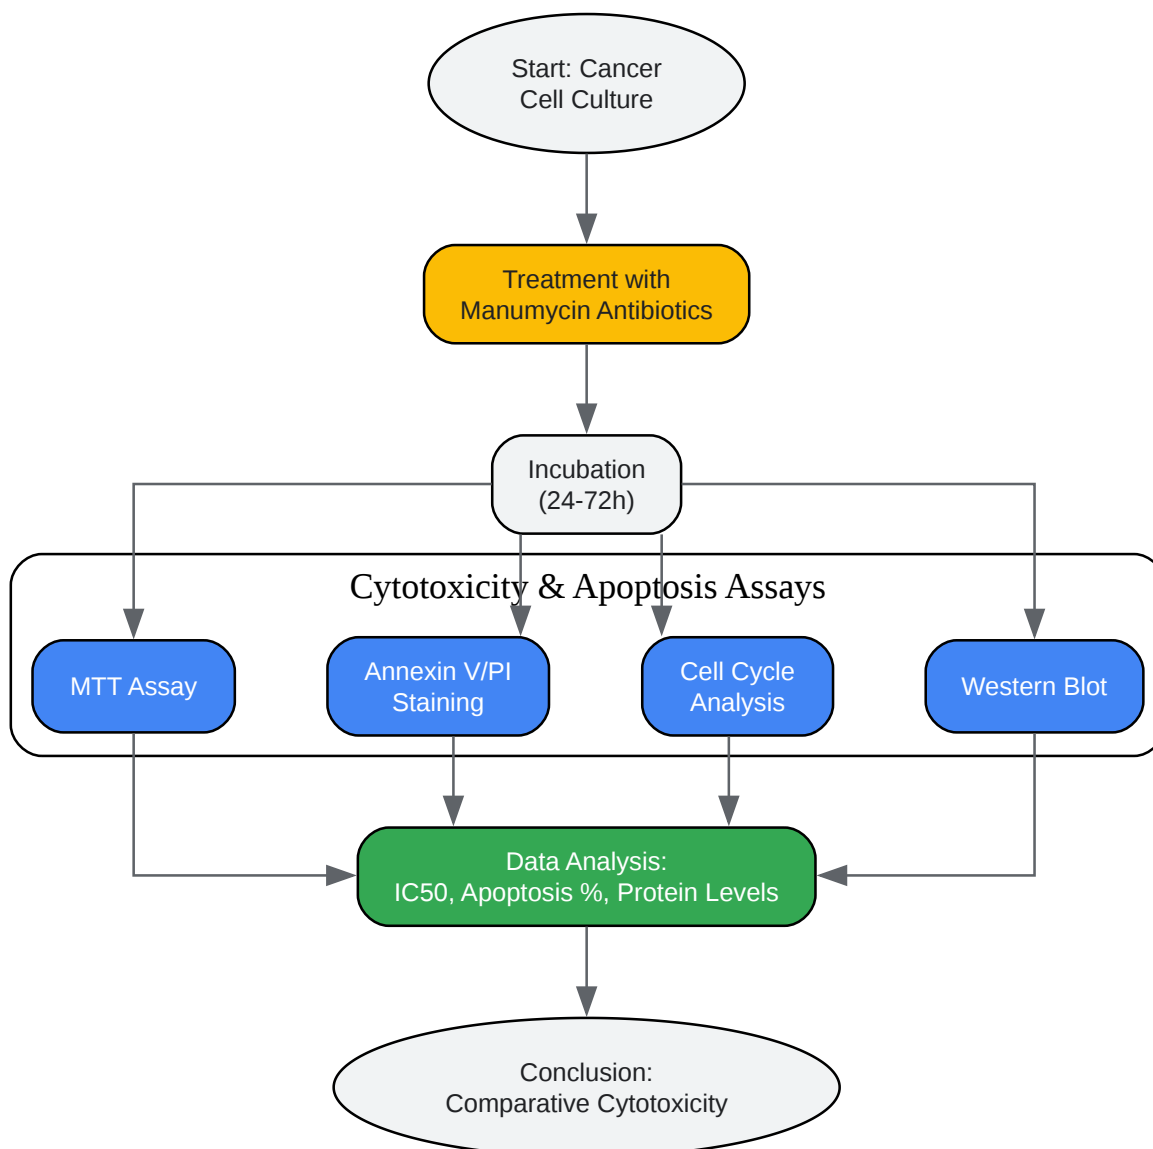 Start: Cancer
Cell Culture
Treatment with
Manumycin Antibiotics
Incubation
(24-72h)
Cytotoxicity & Apoptosis Assays
MTT Assay
Annexin V/PI
Staining
Cell Cycle
Analysis
Western Blot
Data Analysis:
IC50, Apoptosis %, Protein Levels
Conclusion:
Comparative Cytotoxicity